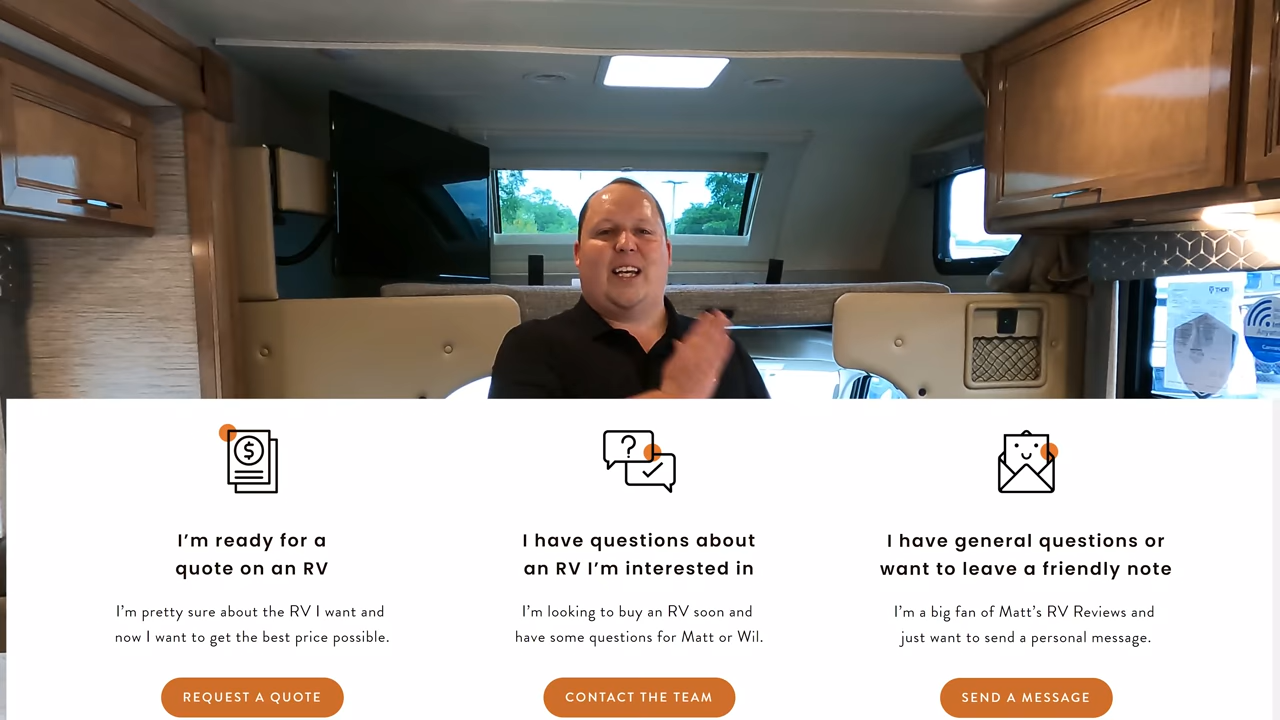 THOR
I’m ready for a
quote on an RV
I’m pretty sure about the RV I want and
now I want to get the best price possible.
REQUEST A QUOTE
I have questions about
an RV I’m interested in
I’m looking to buy an RV soon and
have some questions for Matt or Wil.
CONTACT THE TEAM
I have general questions or
want to leave a friendly note
I’m a big fan of Matt’s RV Reviews and
just want to send a personal message.
SEND A MESSAGE